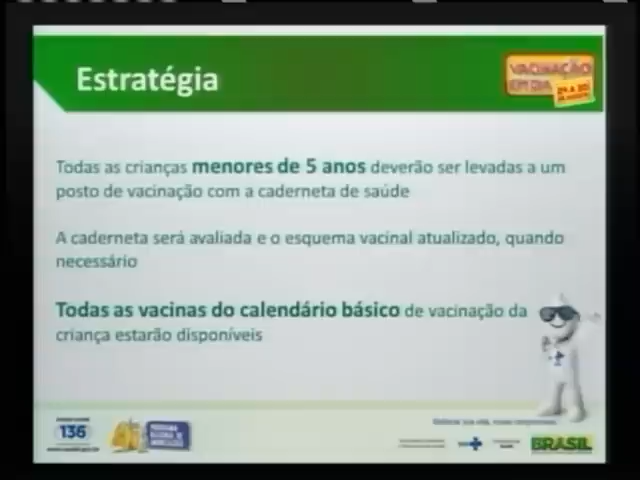 Estratégia
VACINAÇÃO
EM DIA
Todas as crianças menores de 5 anos deverão ser levadas a um
posto de vacinação com a caderneta de saúde
A caderneta será avaliada e o esquema vacinal atualizado, quando
necessário
Todas as vacinas do calendário básico de vacinação da
criança estarão disponíveis
136
BRASIL